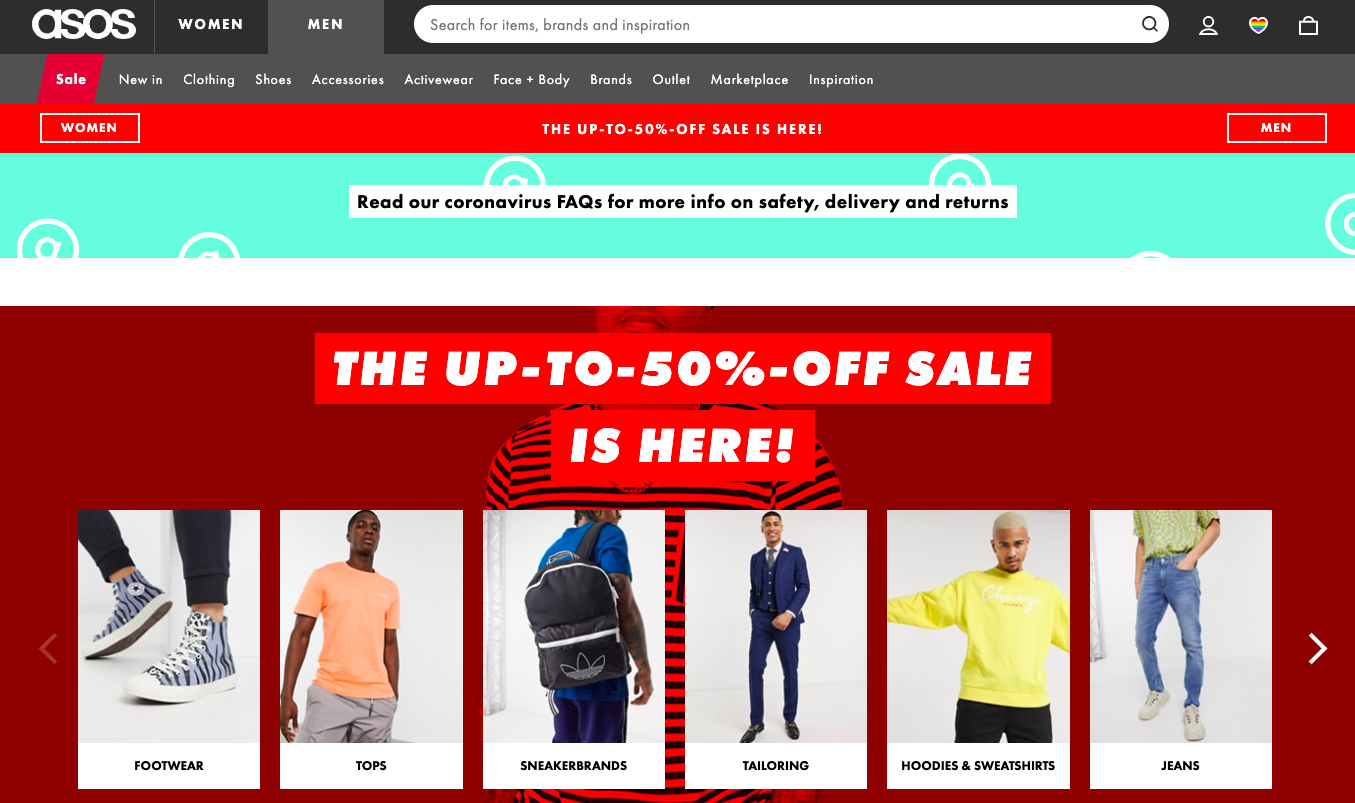 asos
WOMEN
MEN
Search for items, brands and inspiration
Sale
New in
Clothing
Shoes
Accessories
Activewear
Face + Body
Brands
Outlet
Marketplace
Inspiration
WOMEN
THE UP-TO-50%-OFF SALE IS HERE!
MEN
Read our coronavirus FAQs for more info on safety, delivery and returns
THE UP-TO-50%-OFF SALE
IS HERE!
Chicago
FOOTWEAR
TOPS
SNEAKERBRANDS
TAILORING
HOODIES & SWEATSHIRTS
JEANS